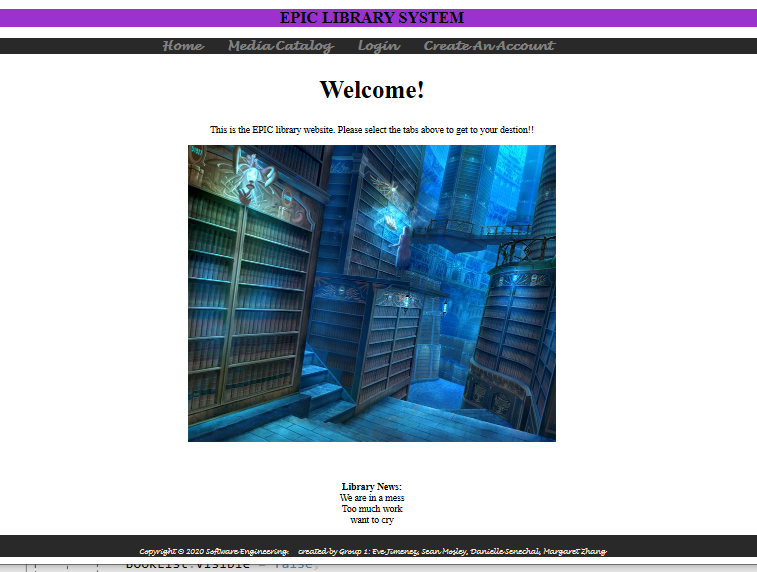 EPIC LIBRARY SYSTEM
Home Media Catalog Login Create An Account
Welcome!
This is the EPIC library website. Please select the tabs above to get to your destion!!
Library News:
We are in a mess
Too much work
want to cry
Copyright © 2020 Software Engineering. created by Group 1: Eve Jimenez, Sean Mosley, Danielle Senechal, Margaret Zhang
BookList.Visible = false;